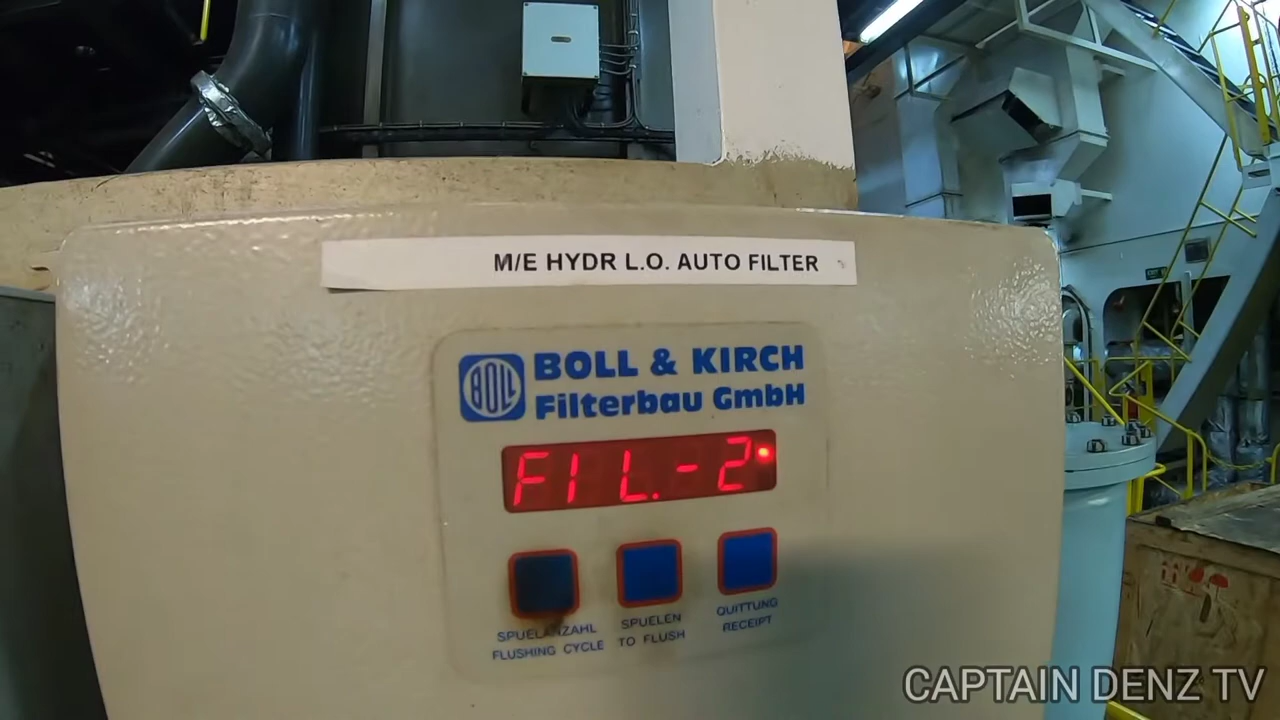 M/E HYDR L.O. AUTO FILTER
BOLL
BOLL & KIRCH
Filterbau GmbH
FIL.-2
SPUELANZAHL
FLUSHING CYCLE
SPUELEN
TO FLUSH
QUITTUNG
RECEIPT
CAPTAIN DENZ TV